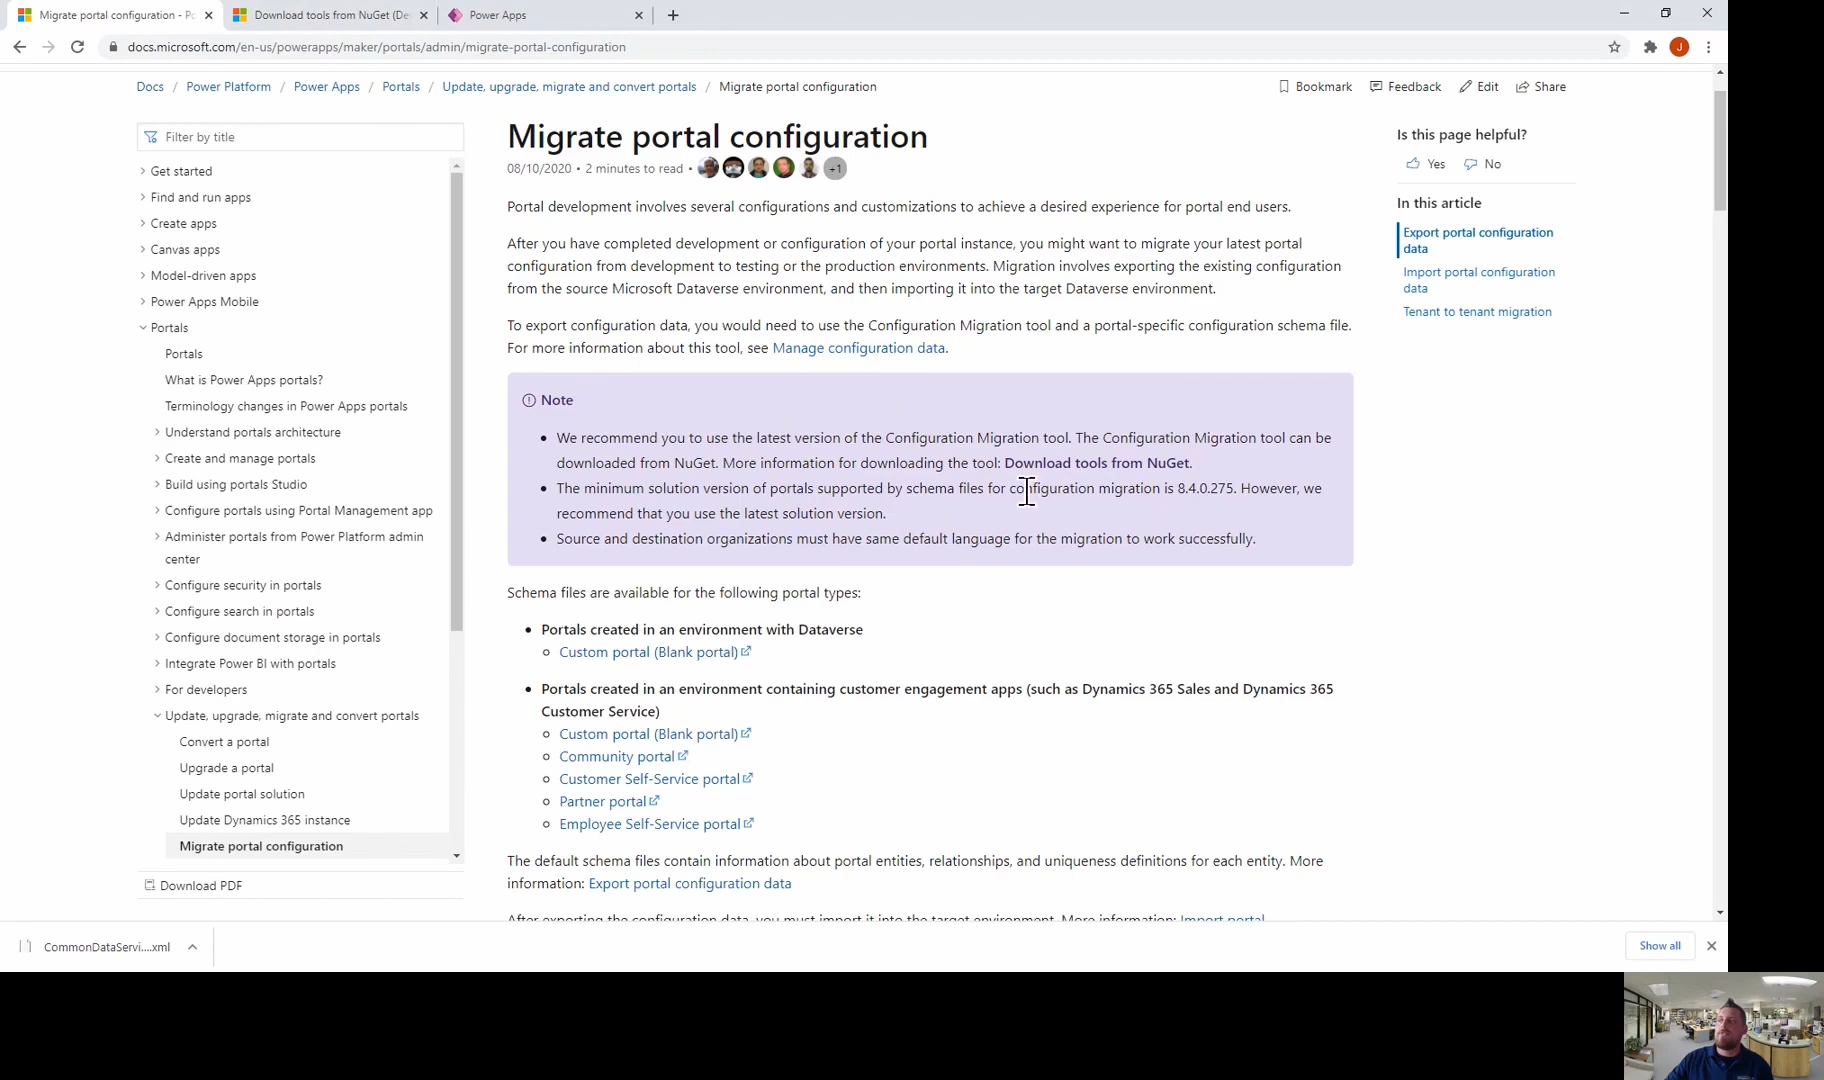 Migrate portal configuration - Po
Download tools from NuGet (De
Power Apps
docs.microsoft.com/en-us/powerapps/maker/portals/admin/migrate-portal-configuration
J
Docs / Power Platform / Power Apps / Portals / Update, upgrade, migrate and convert portals / Migrate portal configuration
Bookmark Feedback Edit Share
Filter by title
Get started
Find and run apps
Create apps
Canvas apps
Model-driven apps
Power Apps Mobile
Portals
Portals
What is Power Apps portals?
Terminology changes in Power Apps portals
Understand portals architecture
Create and manage portals
Build using portals Studio
Configure portals using Portal Management app
Administer portals from Power Platform admin
center
Configure security in portals
Configure search in portals
Configure document storage in portals
Integrate Power BI with portals
For developers
Update, upgrade, migrate and convert portals
Convert a portal
Upgrade a portal
Update portal solution
Update Dynamics 365 instance
Migrate portal configuration
Download PDF
Migrate portal configuration
08/10/2020 • 2 minutes to read • +1
Portal development involves several configurations and customizations to achieve a desired experience for portal end users.
After you have completed development or configuration of your portal instance, you might want to migrate your latest portal
configuration from development to testing or the production environments. Migration involves exporting the existing configuration
from the source Microsoft Dataverse environment, and then importing it into the target Dataverse environment.
To export configuration data, you would need to use the Configuration Migration tool and a portal-specific configuration schema file.
For more information about this tool, see Manage configuration data.
Note
• We recommend you to use the latest version of the Configuration Migration tool. The Configuration Migration tool can be
downloaded from NuGet. More information for downloading the tool: Download tools from NuGet.
• The minimum solution version of portals supported by schema files for configuration migration is 8.4.0.275. However, we
recommend that you use the latest solution version.
• Source and destination organizations must have same default language for the migration to work successfully.
Schema files are available for the following portal types:
• Portals created in an environment with Dataverse
Custom portal (Blank portal)
• Portals created in an environment containing customer engagement apps (such as Dynamics 365 Sales and Dynamics 365
Customer Service)
Custom portal (Blank portal)
Community portal
Customer Self-Service portal
Partner portal
Employee Self-Service portal
The default schema files contain information about portal entities, relationships, and uniqueness definitions for each entity. More
information: Export portal configuration data
After exporting the configuration data, you must import it into the target environment. More information: Import portal
Is this page helpful?
Yes No
In this article
Export portal configuration
data
Import portal configuration
data
Tenant to tenant migration
CommonDataServi....xml
Show all